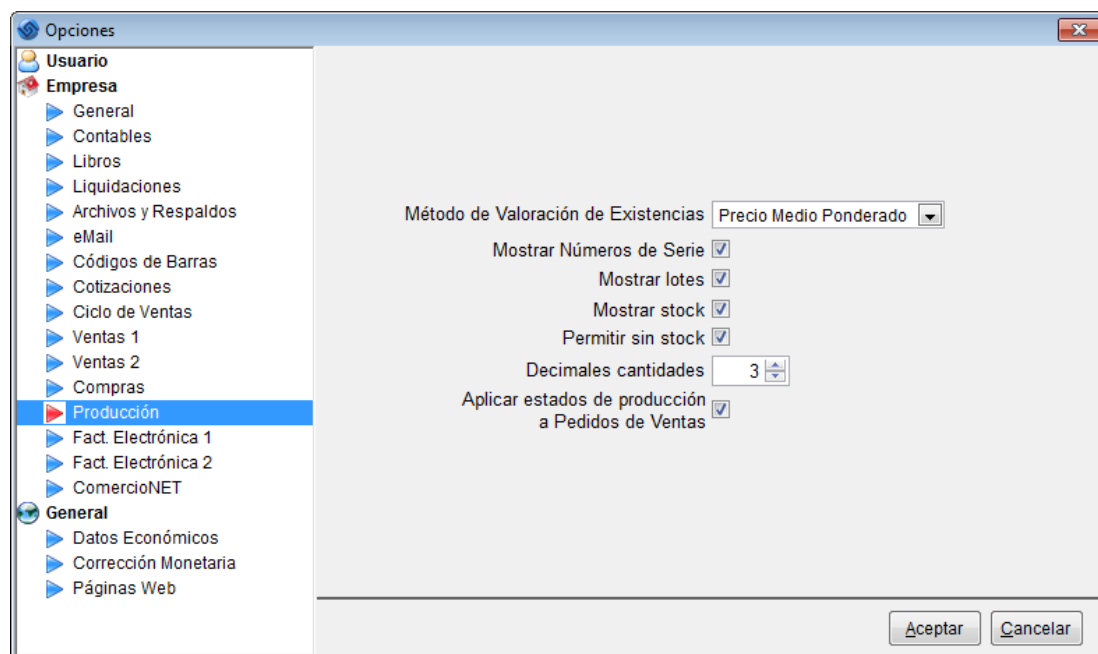 Opciones
Usuario
Empresa
General
Contables
Libros
Liquidaciones
Archivos y Respaldos
eMail
Códigos de Barras
Cotizaciones
Ciclo de Ventas
Ventas 1
Ventas 2
Compras
Producción
Fact. Electrónica 1
Fact. Electrónica 2
ComercioNET
General
Datos Económicos
Corrección Monetaria
Páginas Web
Método de Valoración de Existencias Precio Medio Ponderado
Mostrar Números de Serie
Mostrar lotes
Mostrar stock
Permitir sin stock
Decimales cantidades 3
Aplicar estados de producción
a Pedidos de Ventas
Aceptar Cancelar